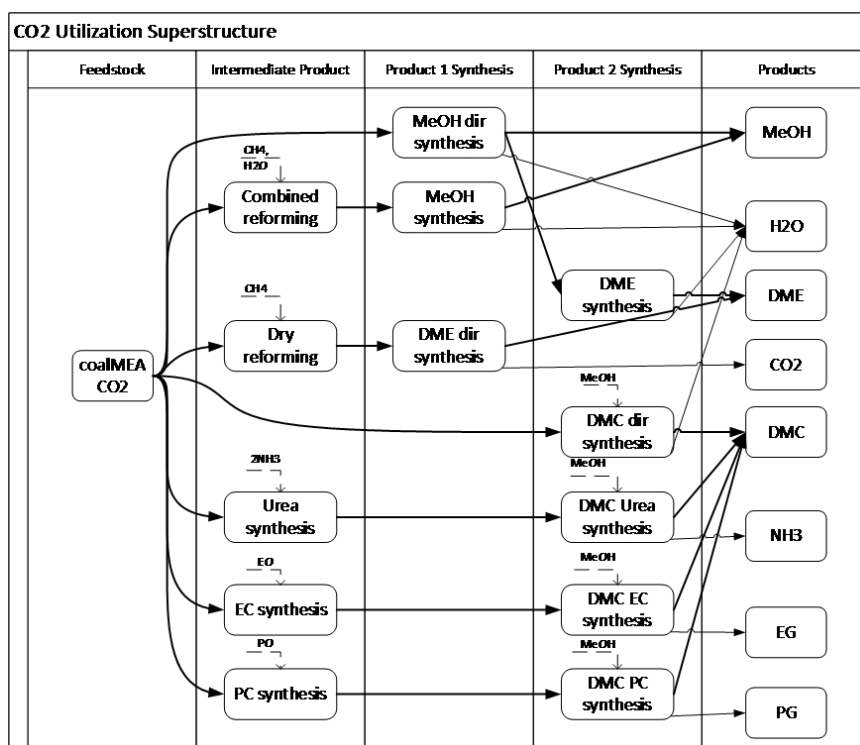 CO2 Utilization Superstructure
Feedstock
Intermediate Product
Product 1 Synthesis
Product 2 Synthesis
Products
MeOH dir
synthesis
MeOH
CH4,
H2O
Combined
reforming
MeOH
synthesis
H2O
CH4
DME
synthesis
DME
Dry
reforming
DME dir
synthesis
coalMEA
CO2
CO2
MeOH
DMC dir
synthesis
DMC
2NH3
MeOH
Urea
synthesis
DMC Urea
synthesis
NH3
EO
MeOH
EC synthesis
DMC EC
synthesis
EG
PO
MeOH
PC synthesis
DMC PC
synthesis
PG